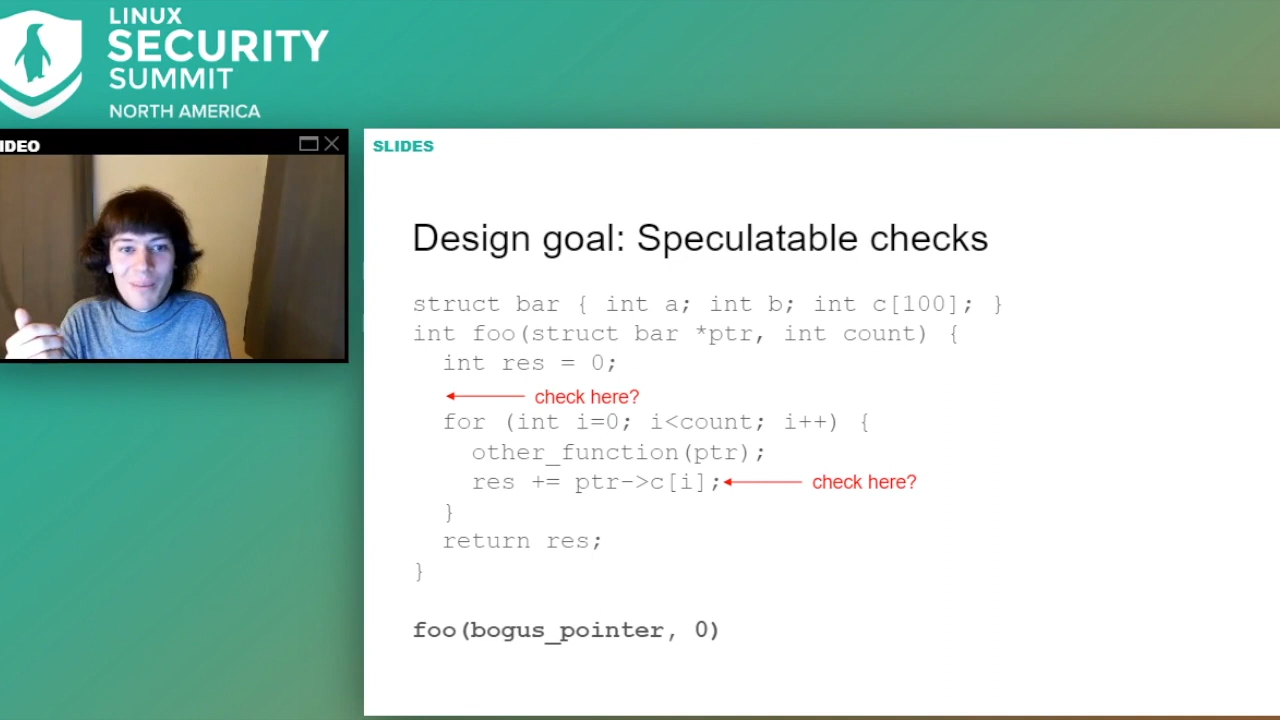 LINUX
SECURITY
SUMMIT
NORTH AMERICA
IDEO
SLIDES
Design goal: Speculatable checks
struct bar { int a; int b; int c[100]; }
int foo(struct bar *ptr, int count) {
int res = 0;
check here?
for (int i=0; i<count; i++) {
other_function(ptr);
res += ptr->c[i]; check here?
}
return res;
}
foo(bogus_pointer, 0)